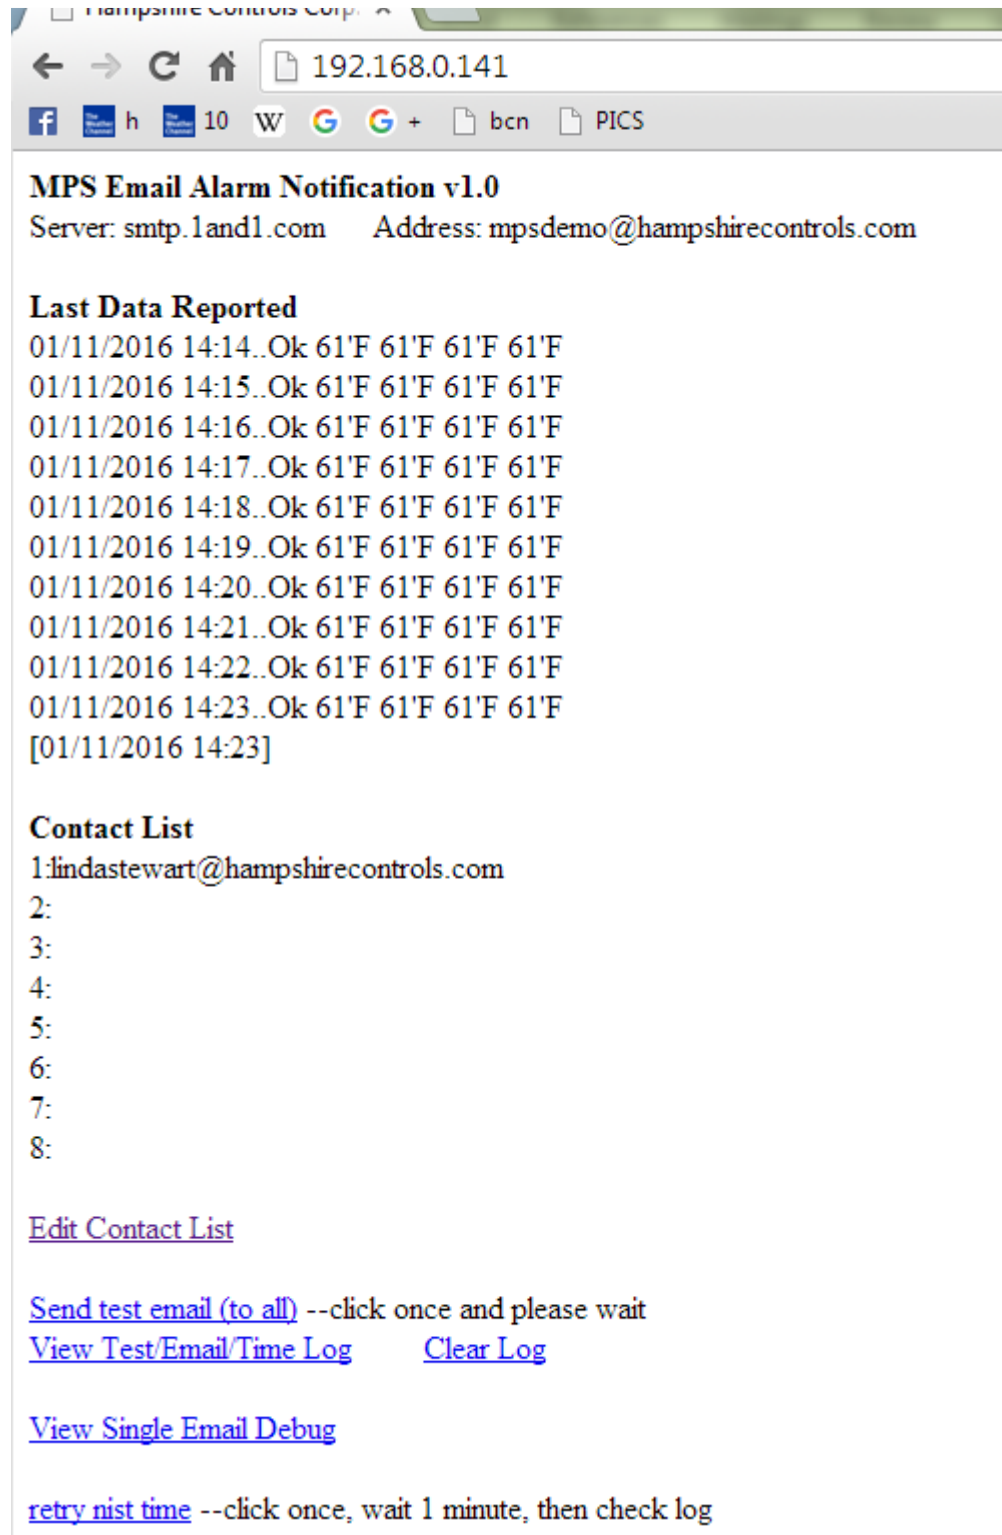 Hampshire Controls Corp.
192.168.0.141
h 10 W G G + bcn PICS
MPS Email Alarm Notification v1.0
Server: smtp.1and1.com Address: mpsdemo@hampshirecontrols.com
Last Data Reported
01/11/2016 14:14..Ok 61'F 61'F 61'F 61'F
01/11/2016 14:15..Ok 61'F 61'F 61'F 61'F
01/11/2016 14:16..Ok 61'F 61'F 61'F 61'F
01/11/2016 14:17..Ok 61'F 61'F 61'F 61'F
01/11/2016 14:18..Ok 61'F 61'F 61'F 61'F
01/11/2016 14:19..Ok 61'F 61'F 61'F 61'F
01/11/2016 14:20..Ok 61'F 61'F 61'F 61'F
01/11/2016 14:21..Ok 61'F 61'F 61'F 61'F
01/11/2016 14:22..Ok 61'F 61'F 61'F 61'F
01/11/2016 14:23..Ok 61'F 61'F 61'F 61'F
[01/11/2016 14:23]
Contact List
1:lindastewart@hampshirecontrols.com
2:
3:
4:
5:
6:
7:
8:
Edit Contact List
Send test email (to all) --click once and please wait
View Test/Email/Time Log Clear Log
View Single Email Debug
retry nist time --click once, wait 1 minute, then check log